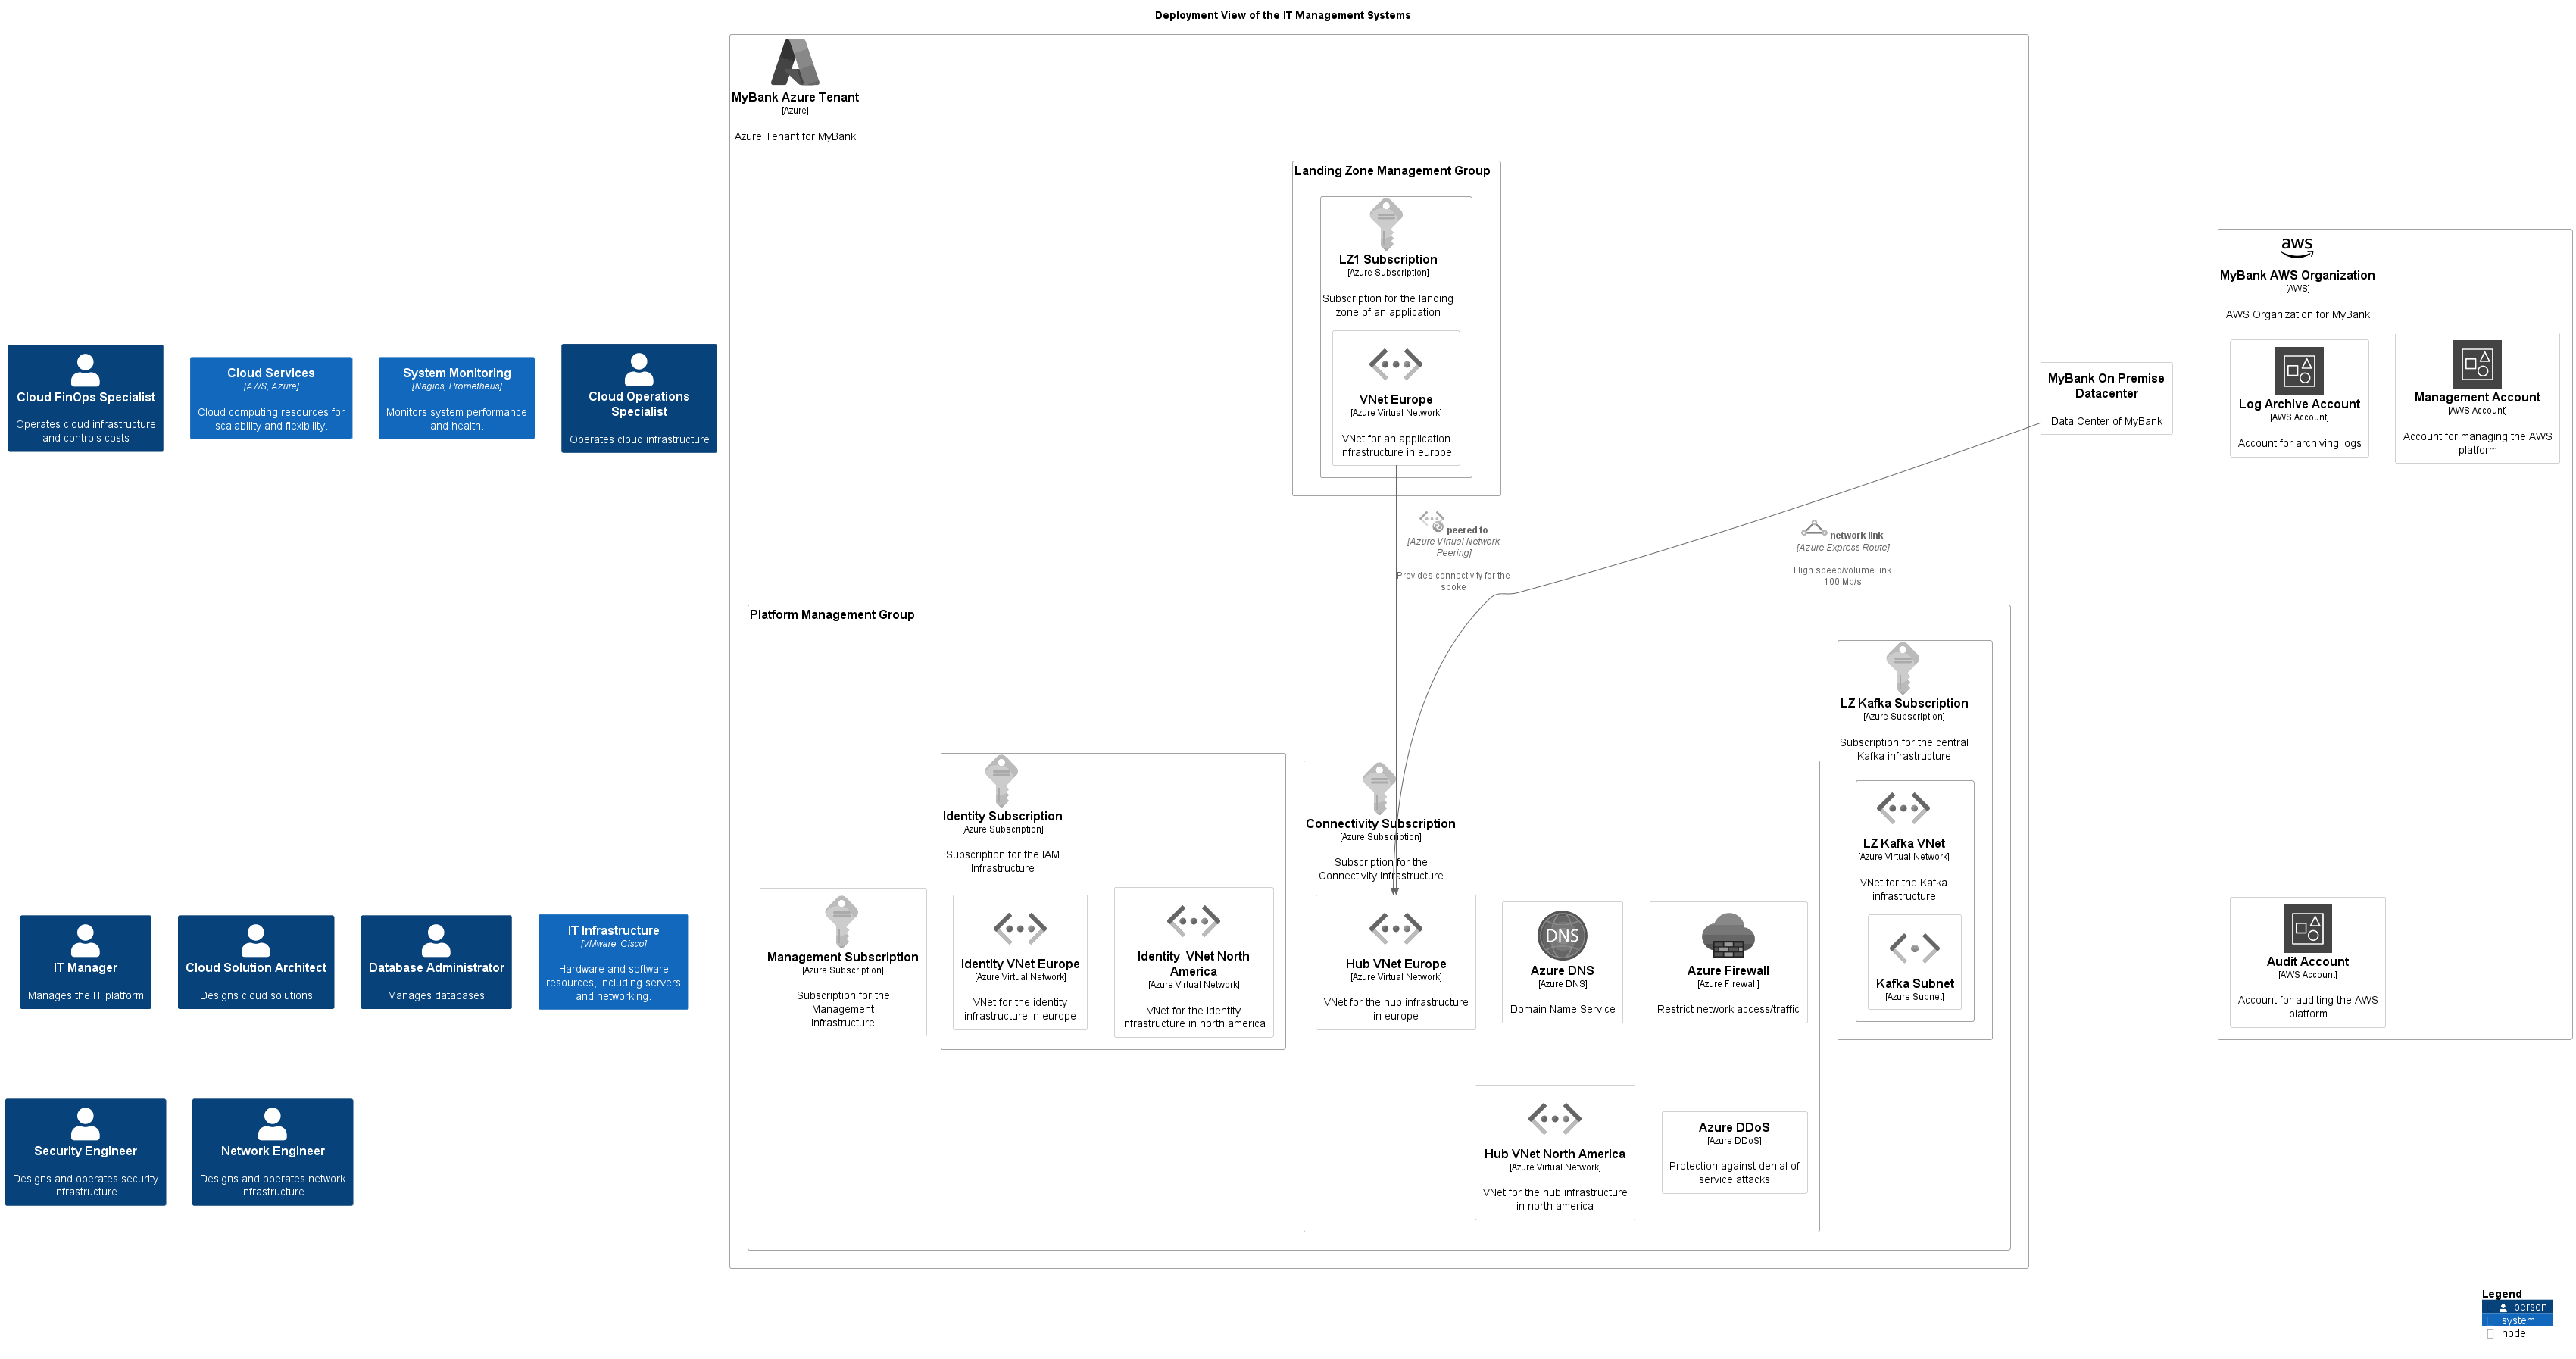 Deployment View of the IT Management Systems
MyBank Azure Tenant
[Azure]
Azure Tenant for MyBank
Landing Zone Management Group
LZ1 Subscription
[Azure Subscription]
Subscription for the landing
zone of an application
VNet Europe
[Azure Virtual Network]
VNet for an application
infrastructure in europe
aws
MyBank AWS Organization
[AWS]
AWS Organization for MyBank
Log Archive Account
[AWS Account]
Account for archiving logs
Management Account
[AWS Account]
Account for managing the AWS
platform
Cloud FinOps Specialist
Operates cloud infrastructure
and controls costs
Cloud Services
[AWS, Azure]
Cloud computing resources for
scalability and flexibility.
System Monitoring
[Nagios, Prometheus]
Monitors system performance
and health.
Cloud Operations
Specialist
Operates cloud infrastructure
MyBank On Premise
Datacenter
Data Center of MyBank
peered to
[Azure Virtual Network
Peering]
Provides connectivity for the
spoke
network link
[Azure Express Route]
High speed/volume link
100 Mb/s
Platform Management Group
LZ Kafka Subscription
[Azure Subscription]
Subscription for the central
Kafka infrastructure
LZ Kafka VNet
[Azure Virtual Network]
VNet for the Kafka
infrastructure
Kafka Subnet
[Azure Subnet]
Identity Subscription
[Azure Subscription]
Subscription for the IAM
Infrastructure
Connectivity Subscription
[Azure Subscription]
Subscription for the
Connectivity Infrastructure
Management Subscription
[Azure Subscription]
Subscription for the
Management
Infrastructure
Identity VNet Europe
[Azure Virtual Network]
VNet for the identity
infrastructure in europe
Identity  VNet North
America
[Azure Virtual Network]
VNet for the identity
infrastructure in north america
Hub VNet Europe
[Azure Virtual Network]
VNet for the hub infrastructure
in europe
DNS
Azure DNS
[Azure DNS]
Domain Name Service
Azure Firewall
[Azure Firewall]
Restrict network access/traffic
Hub VNet North America
[Azure Virtual Network]
VNet for the hub infrastructure
in north america
Azure DDoS
[Azure DDoS]
Protection against denial of
service attacks
Audit Account
[AWS Account]
Account for auditing the AWS
platform
IT Manager
Manages the IT platform
Cloud Solution Architect
Designs cloud solutions
Database Administrator
Manages databases
IT Infrastructure
[VMware, Cisco]
Hardware and software
resources, including servers
and networking.
Security Engineer
Designs and operates security
infrastructure
Network Engineer
Designs and operates network
infrastructure
Legend
person
system
node